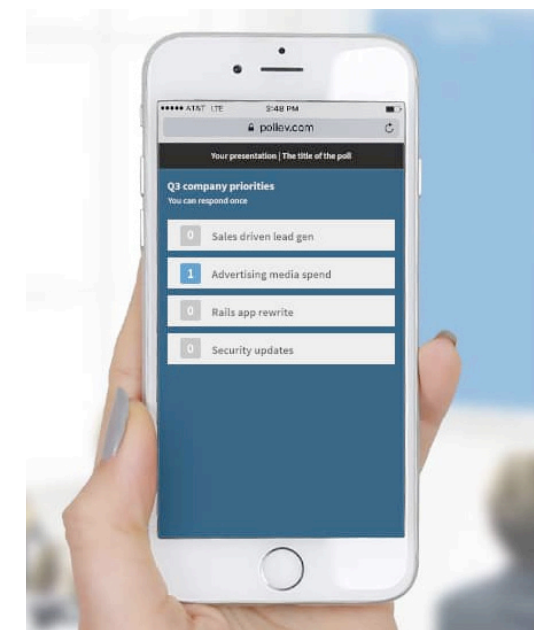 AT&T LTE 3:48 PM
pollev.com
Your presentation | The title of the poll
Q3 company priorities
You can respond once
0 Sales driven lead gen
1 Advertising media spend
0 Rails app rewrite
0 Security updates